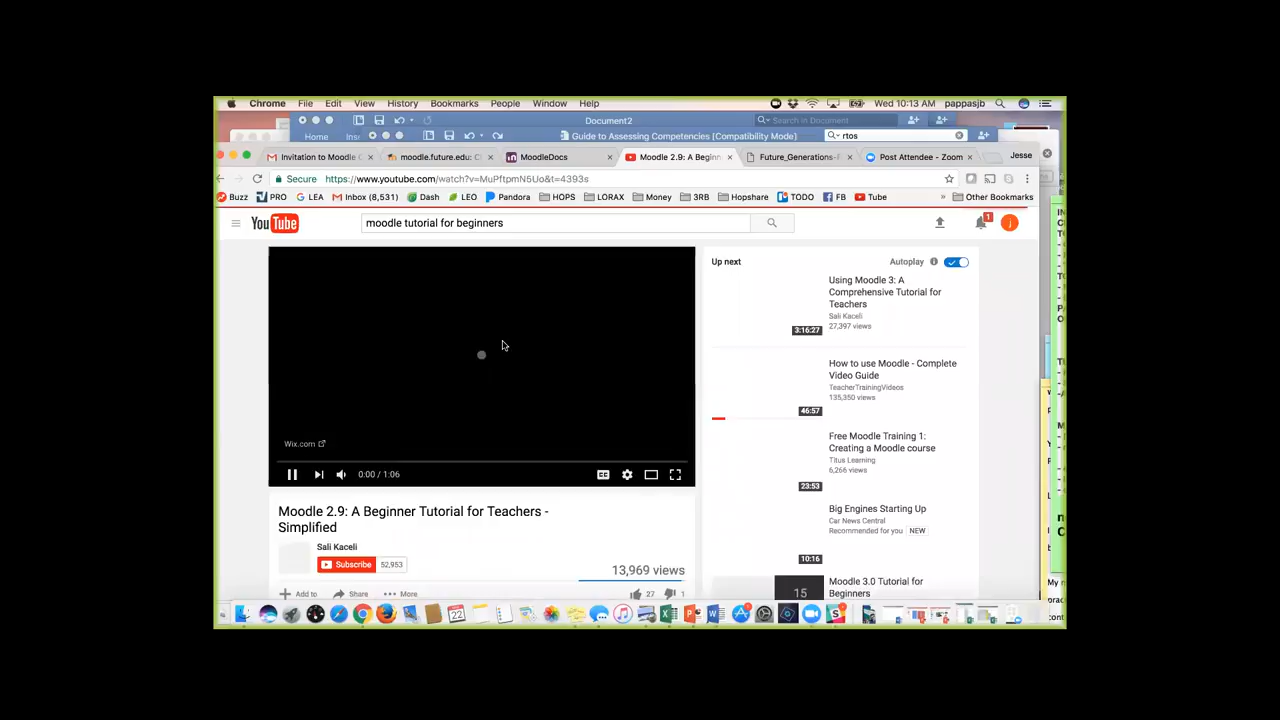 Chrome File Edit View History Bookmarks People Window Help Wed 10:13 AM pappasjb
Document2 Search in Document
Home Guide to Assessing Competencies [Compatibility Mode] rtos
Invitation to Moodle moodle.future.edu: MoodleDocs Moodle 2.9: A Beginn Future_Generations- Post Attendee - Zoom Jesse
Secure https://www.youtube.com/watch?v=MuPftpmN5Uo&t=4393s
Buzz PRO LEA Inbox (8,531) Dash LEO Pandora HOPS LORAX Money 3RB Hopshare TODO FB Tube » Other Bookmarks
YouTube moodle tutorial for beginners 1 j
Up next Autoplay
Using Moodle 3: A
Comprehensive Tutorial for
Teachers
Sali Kaceli
27,397 views
3:16:27
How to use Moodle - Complete
Video Guide
TeacherTrainingVideos
135,350 views
46:57
Free Moodle Training 1:
Creating a Moodle course
Titus Learning
6,266 views
23:53
Big Engines Starting Up
Car News Central
Recommended for you NEW
10:16
Moodle 3.0 Tutorial for
Beginners
15
Wix.com
0:00 / 1:06
Moodle 2.9: A Beginner Tutorial for Teachers -
Simplified
Sali Kaceli
Subscribe 52,953
13,969 views
Add to Share More 27 1
22